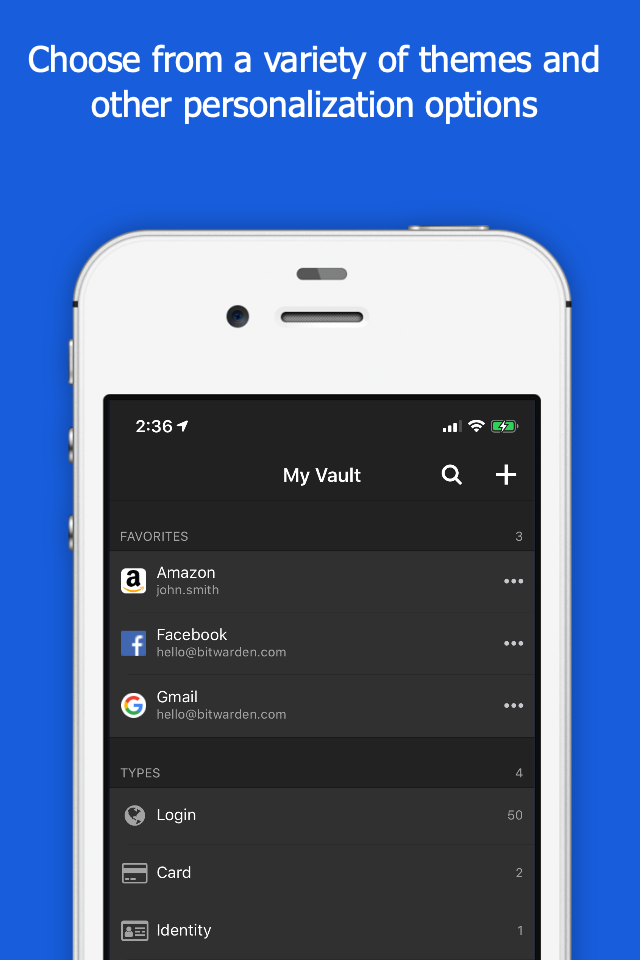 Choose from a variety of themes and
other personalization options
2:36
My Vault
FAVORITES 3
Amazon
john.smith
Facebook
hello@bitwarden.com
Gmail
hello@bitwarden.com
TYPES 4
Login 50
Card 2
Identity 1